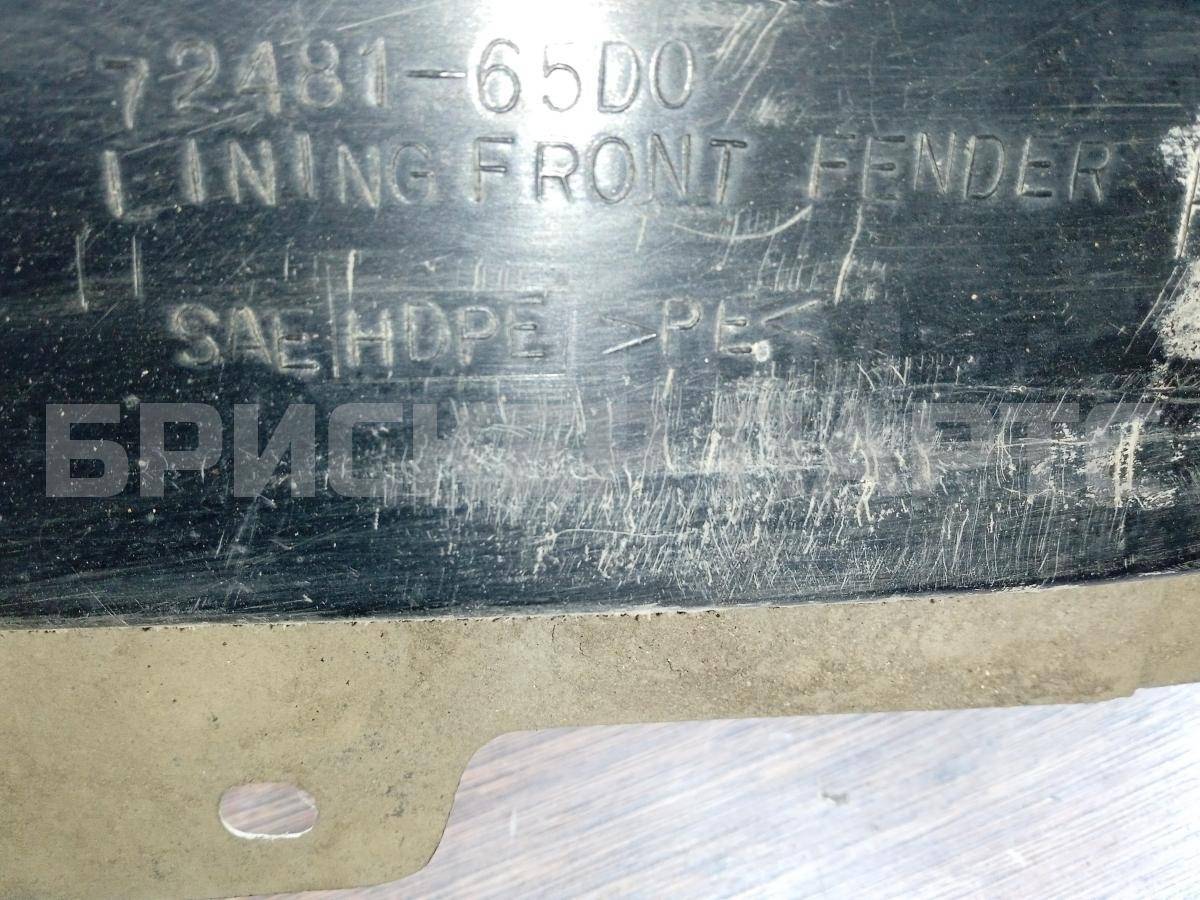 72481-65D0
LINING FRONT FENDER
SAE HDPE >PE<